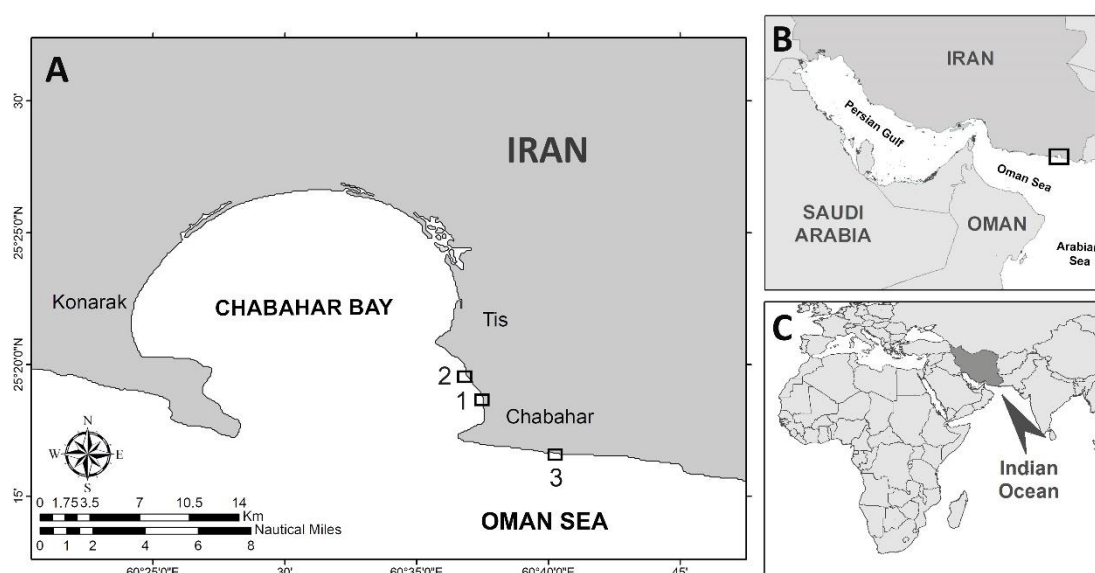 A
IRAN
Konarak
CHABAHAR BAY
Tis
2
1
Chabahar
3
OMAN SEA
N
W E
S
0 1.75 3.5 7 10.5 14
Km
Nautical Miles
0 1 2 4 6 8
30'
25°25'0"N
25°20'0"N
15'
60°25'0"E 30' 60°35'0"E 60°40'0"E 45'
B
IRAN
Persian Gulf
Oman Sea
SAUDI
ARABIA
OMAN
Arabian
Sea
C
Indian
Ocean